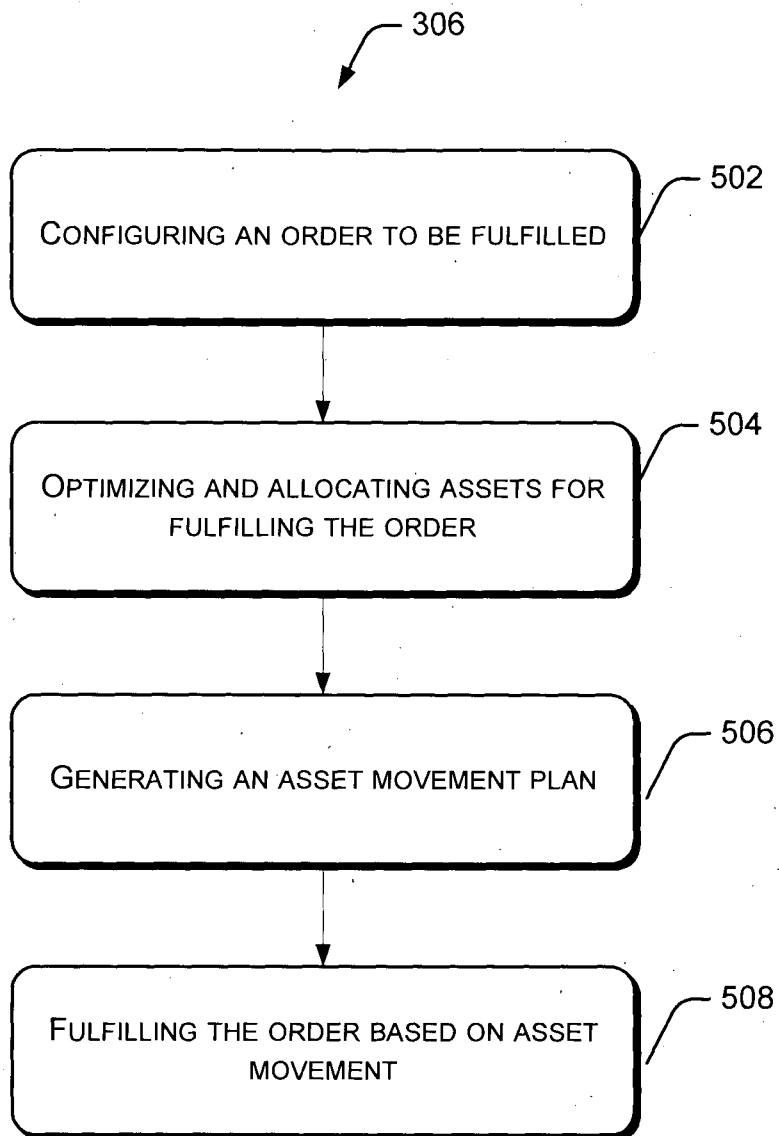 306
CONFIGURING AN ORDER TO BE FULFILLED
502
OPTIMIZING AND ALLOCATING ASSETS FOR
FULFILLING THE ORDER
504
GENERATING AN ASSET MOVEMENT PLAN
506
FULFILLING THE ORDER BASED ON ASSET
MOVEMENT
508